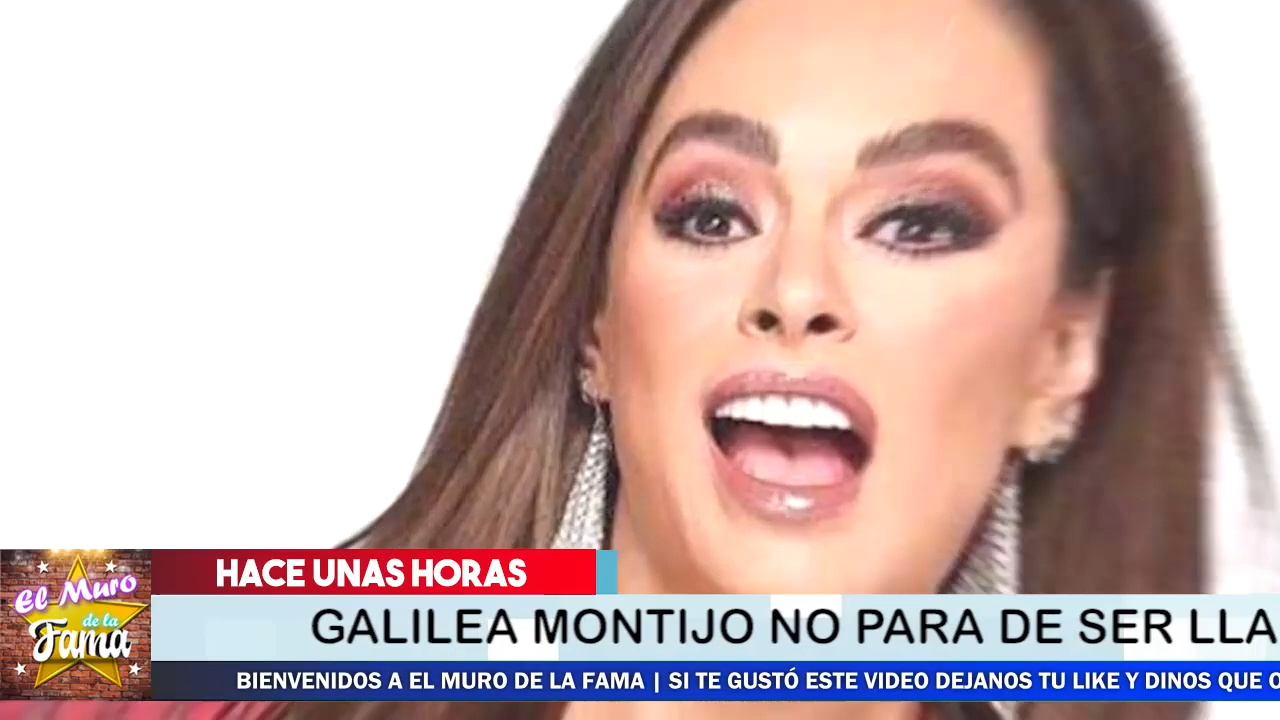 El Muro
de la
Fama
HACE UNAS HORAS
GALILEA MONTIJO NO PARA DE SER LLA
BIENVENIDOS A EL MURO DE LA FAMA | SI TE GUSTÓ ESTE VIDEO DEJANOS TU LIKE Y DINOS QUE